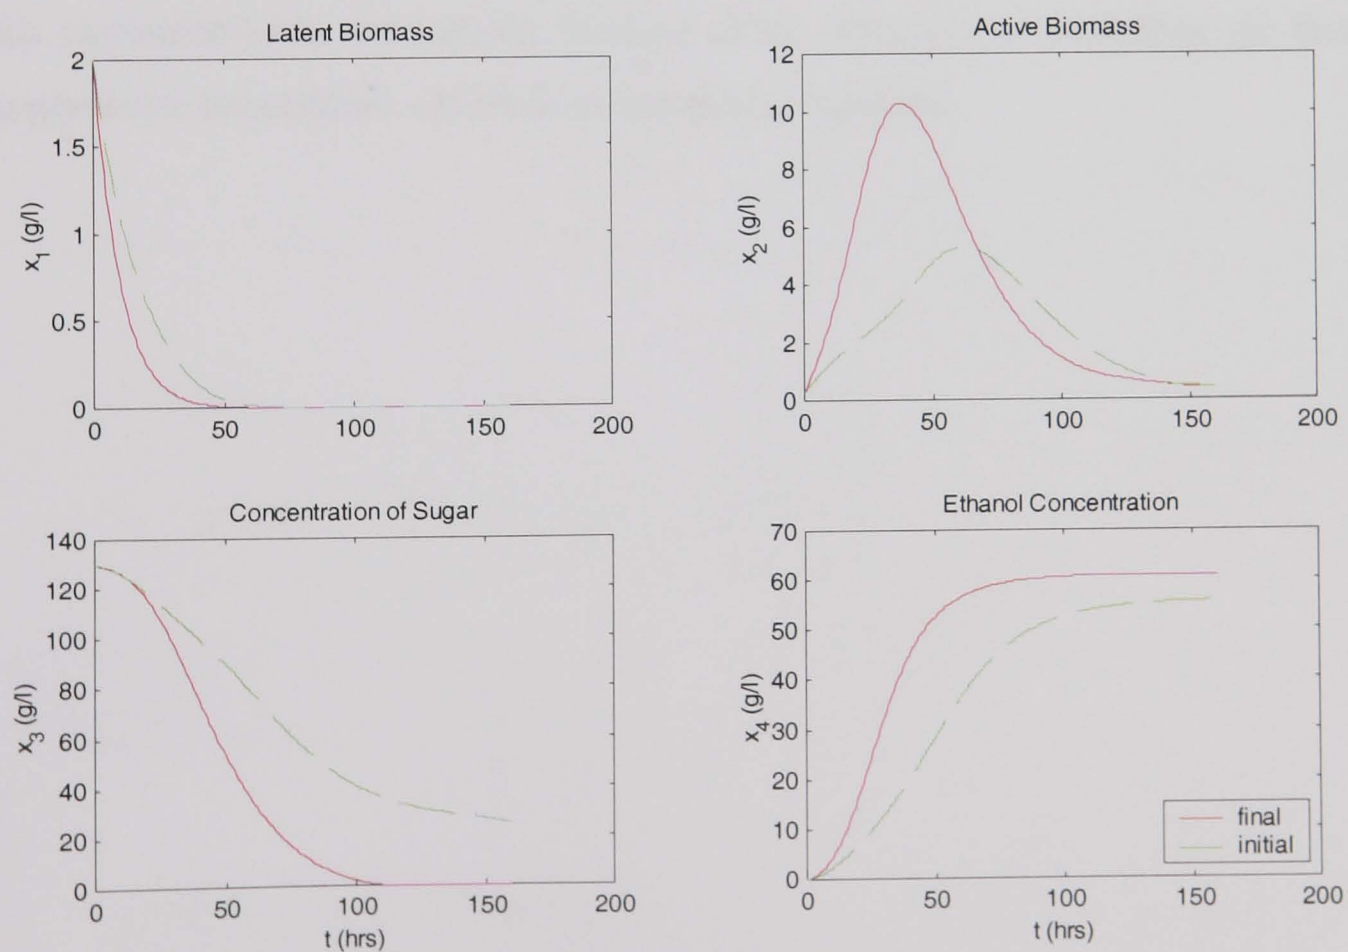 Latent Biomass
2
1.5
1
0.5
0
x1 (g/l)
0 50 100 150 200
Active Biomass
12
10
8
6
4
2
0
x2 (g/l)
0 50 100 150 200
Concentration of Sugar
140
120
100
80
60
40
20
0
x3 (g/l)
0 50 100 150 200
t (hrs)
Ethanol Concentration
70
60
50
40
30
20
10
0
x4 (g/l)
final
initial
0 50 100 150 200
t (hrs)